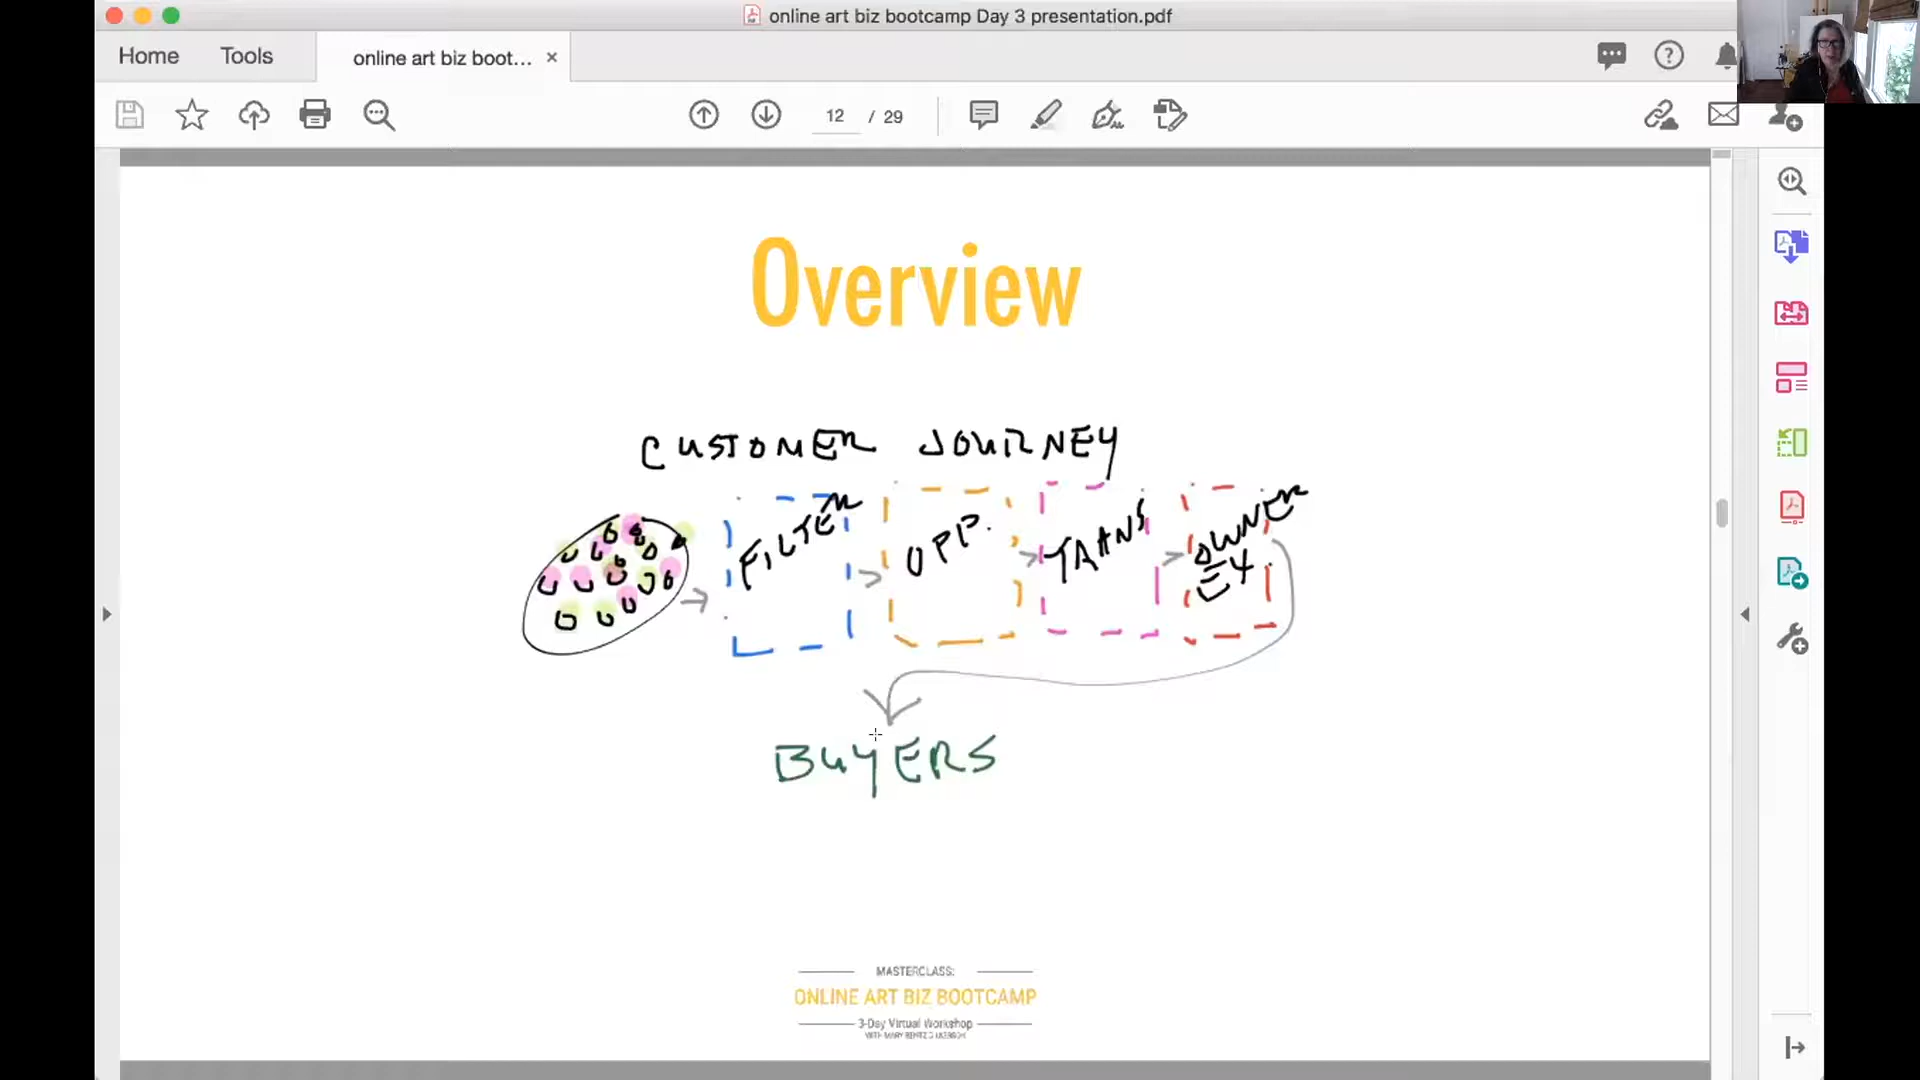 online art biz bootcamp Day 3 presentation.pdf
Home Tools online art biz boot... ×
12 / 29
Overview
CUSTOMER JOURNEY
FILTER OPP. TRANS OWNER
BUYERS
MASTERCLASS:
ONLINE ART BIZ BOOTCAMP
3-Day Virtual Workshop